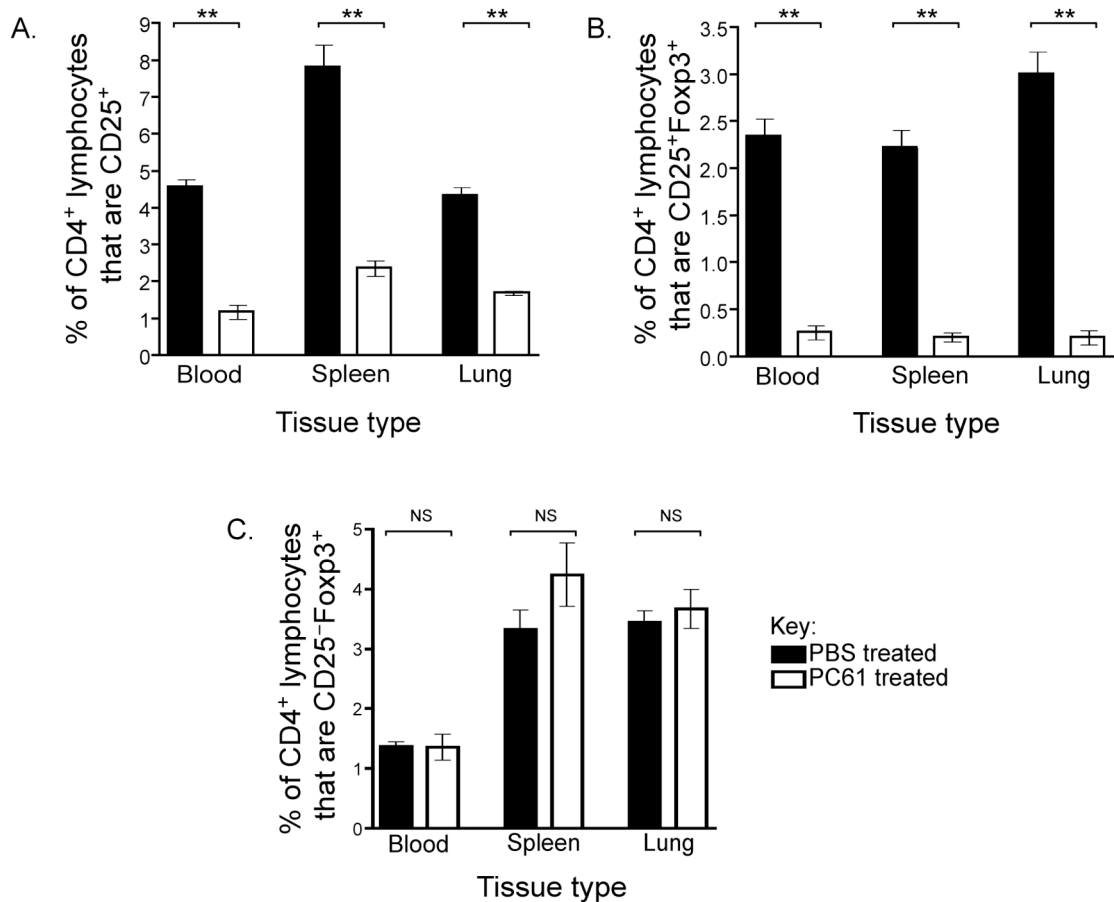 A.
** ** **
% of CD4⁺ lymphocytes
that are CD25⁺
9
8
7
6
5
4
3
2
1
0
Blood Spleen Lung
Tissue type
B.
** ** **
% of CD4⁺ lymphocytes
that are CD25⁺Foxp3⁺
3.5
3.0
2.5
2.0
1.5
1.0
0.5
0.0
Blood Spleen Lung
Tissue type
C.
NS NS NS
% of CD4⁺ lymphocytes
that are CD25⁻Foxp3⁺
5
4
3
2
1
0
Blood Spleen Lung
Tissue type
Key:
PBS treated
PC61 treated